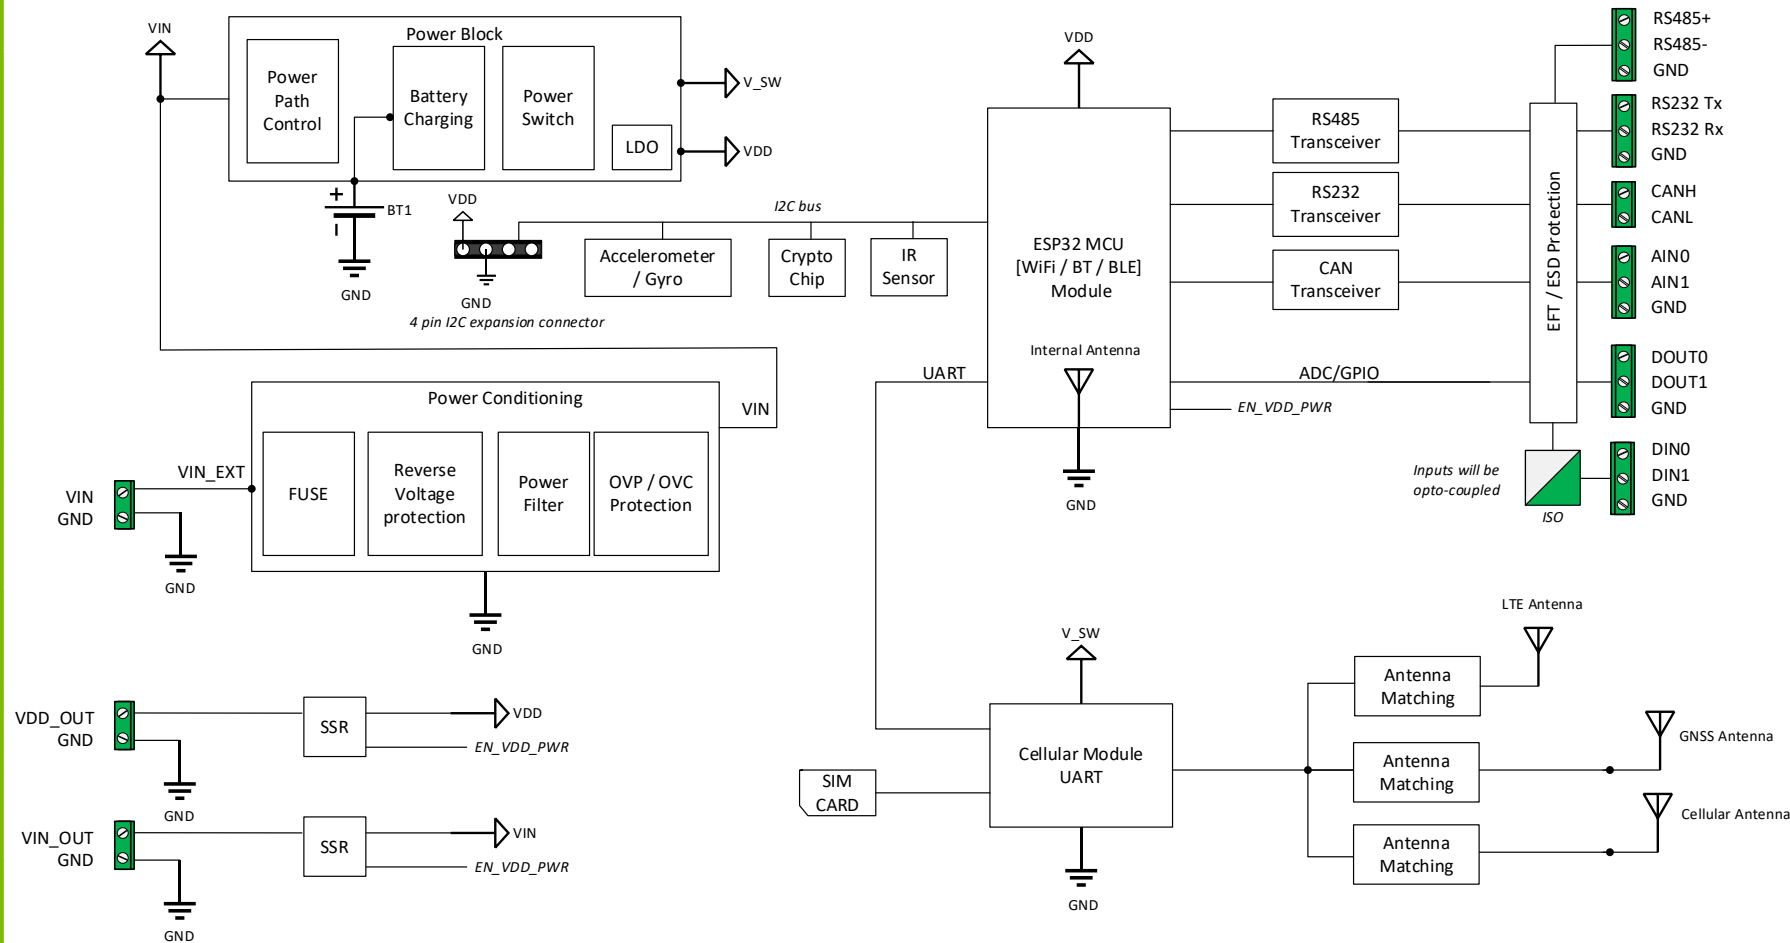 VIN
Power Block
Power
Path
Control
Battery
Charging
Power
Switch
LDO
V_SW
VDD
+
−
BT1
GND
VDD
GND
4 pin I2C expansion connector
I2C bus
Accelerometer
/ Gyro
Crypto
Chip
IR
Sensor
VDD
ESP32 MCU
[WiFi / BT / BLE]
Module
Internal Antenna
GND
UART
RS485
Transceiver
RS232
Transceiver
CAN
Transceiver
ADC/GPIO
EN_VDD_PWR
EFT / ESD Protection
RS485+
RS485-
GND
RS232 Tx
RS232 Rx
GND
CANH
CANL
AIN0
AIN1
GND
DOUT0
DOUT1
GND
DIN0
DIN1
GND
Inputs will be
opto-coupled
ISO
Power Conditioning
VIN
FUSE
Reverse
Voltage
protection
Power
Filter
OVP / OVC
Protection
VIN_EXT
VIN
GND
GND
GND
VDD_OUT
GND
GND
SSR
VDD
EN_VDD_PWR
VIN_OUT
GND
GND
SSR
VIN
EN_VDD_PWR
V_SW
Cellular Module
UART
GND
SIM
CARD
LTE Antenna
Antenna
Matching
GNSS Antenna
Antenna
Matching
Cellular Antenna
Antenna
Matching